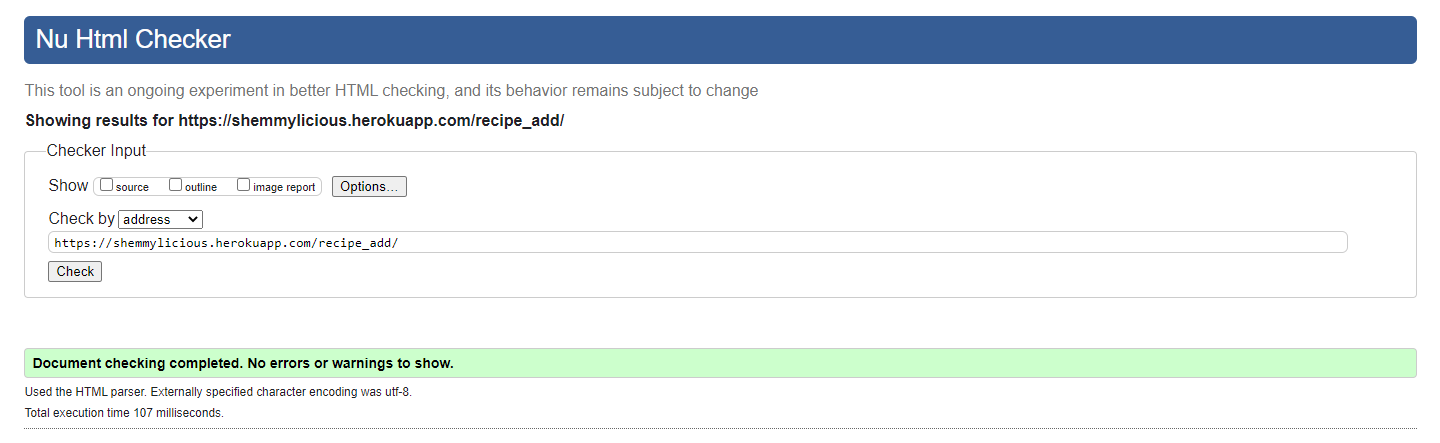 Nu Html Checker
This tool is an ongoing experiment in better HTML checking, and its behavior remains subject to change
Showing results for https://shemmylicious.herokuapp.com/recipe_add/
Checker Input
Show source outline image report Options...
Check by address
https://shemmylicious.herokuapp.com/recipe_add/
Check
Document checking completed. No errors or warnings to show.
Used the HTML parser. Externally specified character encoding was utf-8.
Total execution time 107 milliseconds.